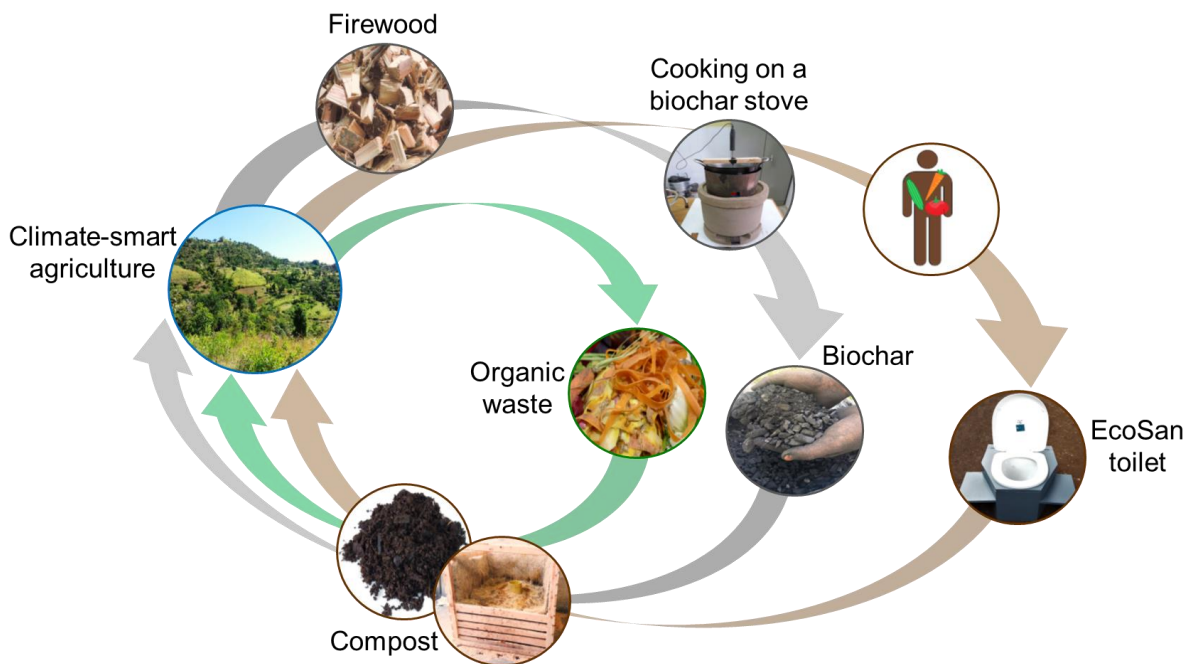 Firewood
Cooking on a
biochar stove
Climate-smart
agriculture
Organic
waste
Biochar
EcoSan
toilet
Compost